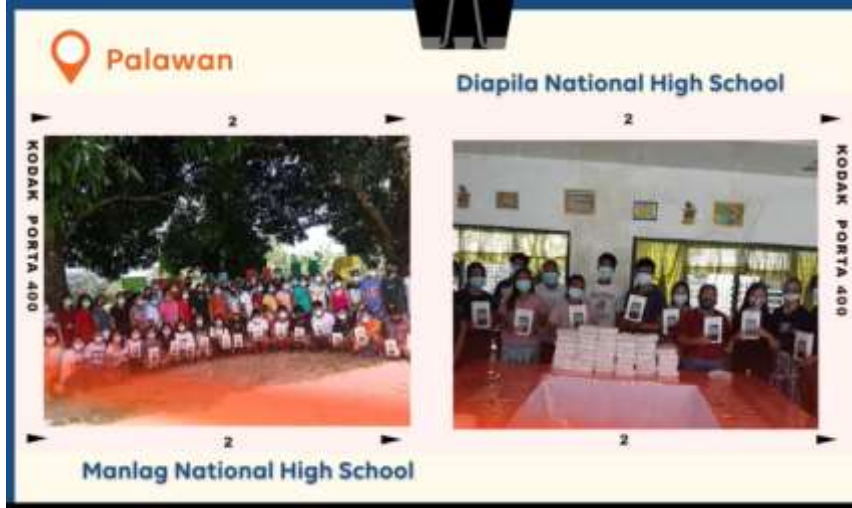 Palawan
Diapila National High School
2
2
KODAK PORTA 400
KODAK PORTA 400
2
2
Manlag National High School